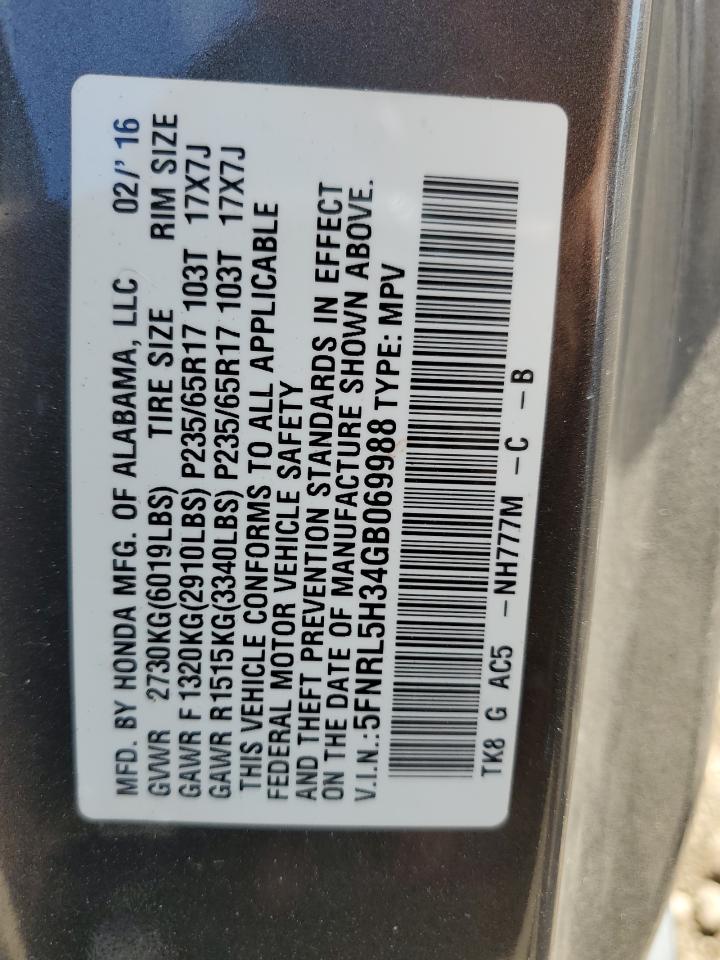 MFD. BY HONDA MFG. OF ALABAMA, LLC 02/'16
GVWR 2730KG(6019LBS) TIRE SIZE RIM SIZE
GAWR F 1320KG(2910LBS) P235/65R17 103T 17X7J
GAWR R 1515KG(3340LBS) P235/65R17 103T 17X7J
THIS VEHICLE CONFORMS TO ALL APPLICABLE
FEDERAL MOTOR VEHICLE SAFETY
AND THEFT PREVENTION STANDARDS IN EFFECT
ON THE DATE OF MANUFACTURE SHOWN ABOVE.
V.I.N.:5FNRL5H34GB069988 TYPE: MPV
TK8 G AC5 -NH777M -C -B